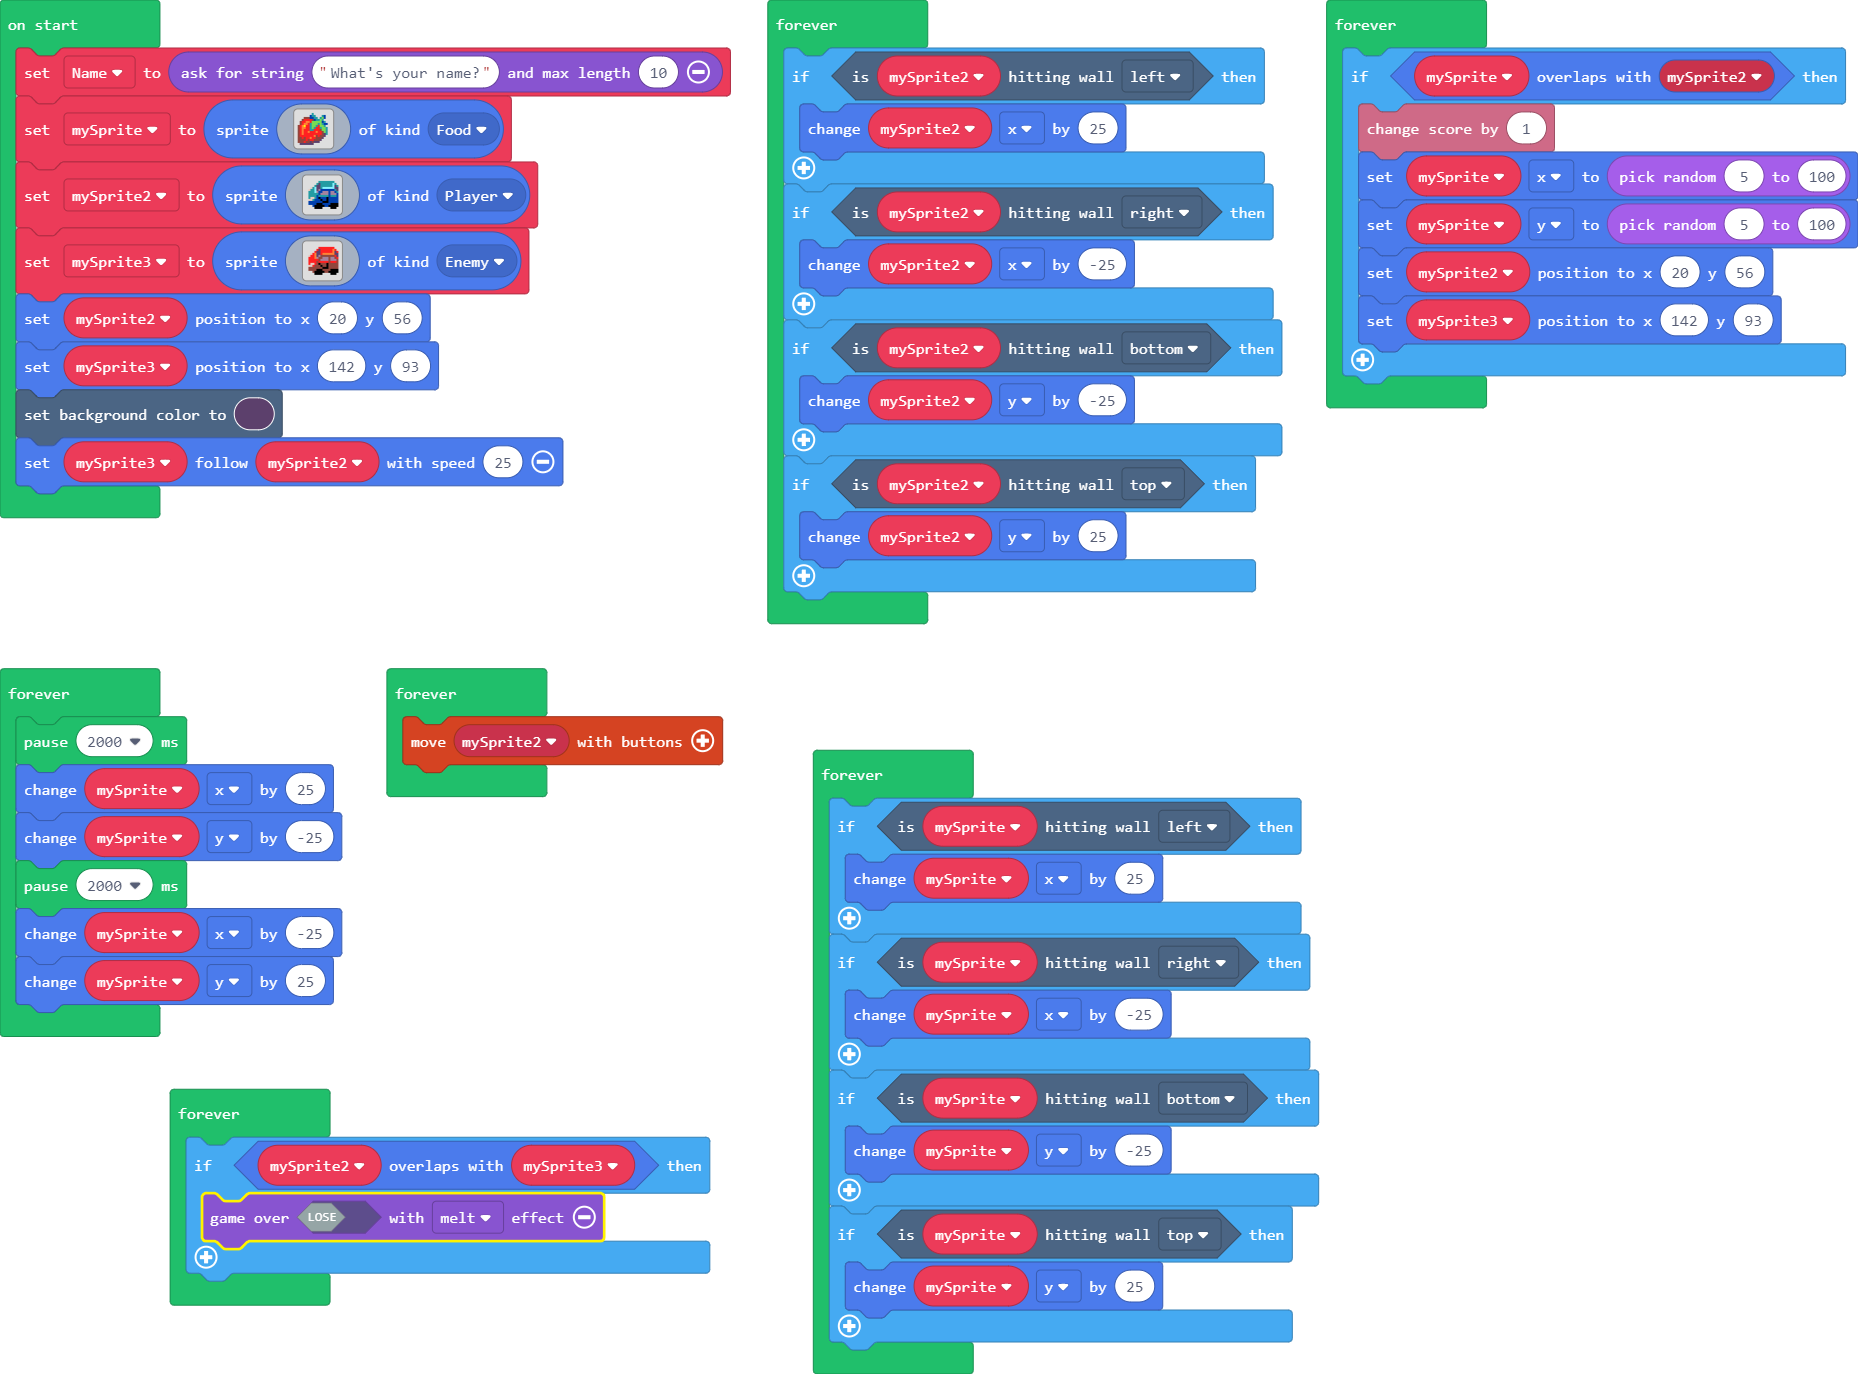 on start
set Name to ask for string "What's your name?" and max length 10
set mySprite to sprite of kind Food
set mySprite2 to sprite of kind Player
set mySprite3 to sprite of kind Enemy
set mySprite2 position to x 20 y 56
set mySprite3 position to x 142 y 93
set background color to
set mySprite3 follow mySprite2 with speed 25
forever
if is mySprite2 hitting wall left then
change mySprite2 x by 25
if is mySprite2 hitting wall right then
change mySprite2 x by -25
if is mySprite2 hitting wall bottom then
change mySprite2 y by -25
if is mySprite2 hitting wall top then
change mySprite2 y by 25
forever
if mySprite overlaps with mySprite2 then
change score by 1
set mySprite x to pick random 5 to 100
set mySprite y to pick random 5 to 100
set mySprite2 position to x 20 y 56
set mySprite3 position to x 142 y 93
forever
pause 2000 ms
change mySprite x by 25
change mySprite y by -25
pause 2000 ms
change mySprite x by -25
change mySprite y by 25
forever
move mySprite2 with buttons
forever
if is mySprite hitting wall left then
change mySprite x by 25
if is mySprite hitting wall right then
change mySprite x by -25
if is mySprite hitting wall bottom then
change mySprite y by -25
if is mySprite hitting wall top then
change mySprite y by 25
forever
if mySprite2 overlaps with mySprite3 then
game over LOSE with melt effect